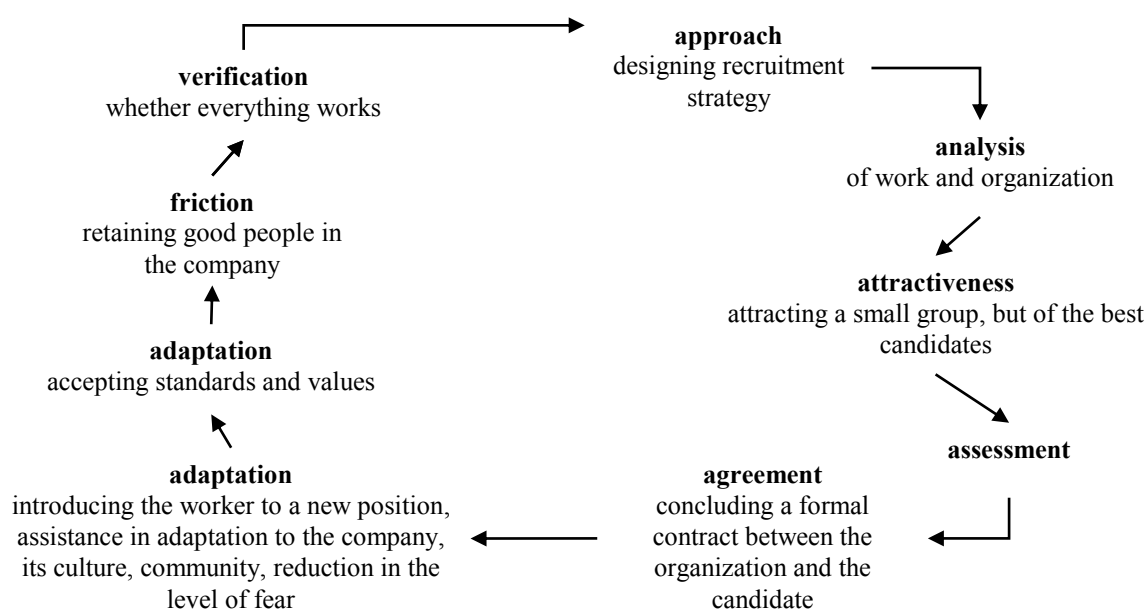 approach
designing recruitment
strategy
analysis
of work and organization
attractiveness
attracting a small group, but of the best
candidates
assessment
agreement
concluding a formal
contract between the
organization and the
candidate
adaptation
introducing the worker to a new position,
assistance in adaptation to the company,
its culture, community, reduction in the
level of fear
adaptation
accepting standards and values
friction
retaining good people in
the company
verification
whether everything works